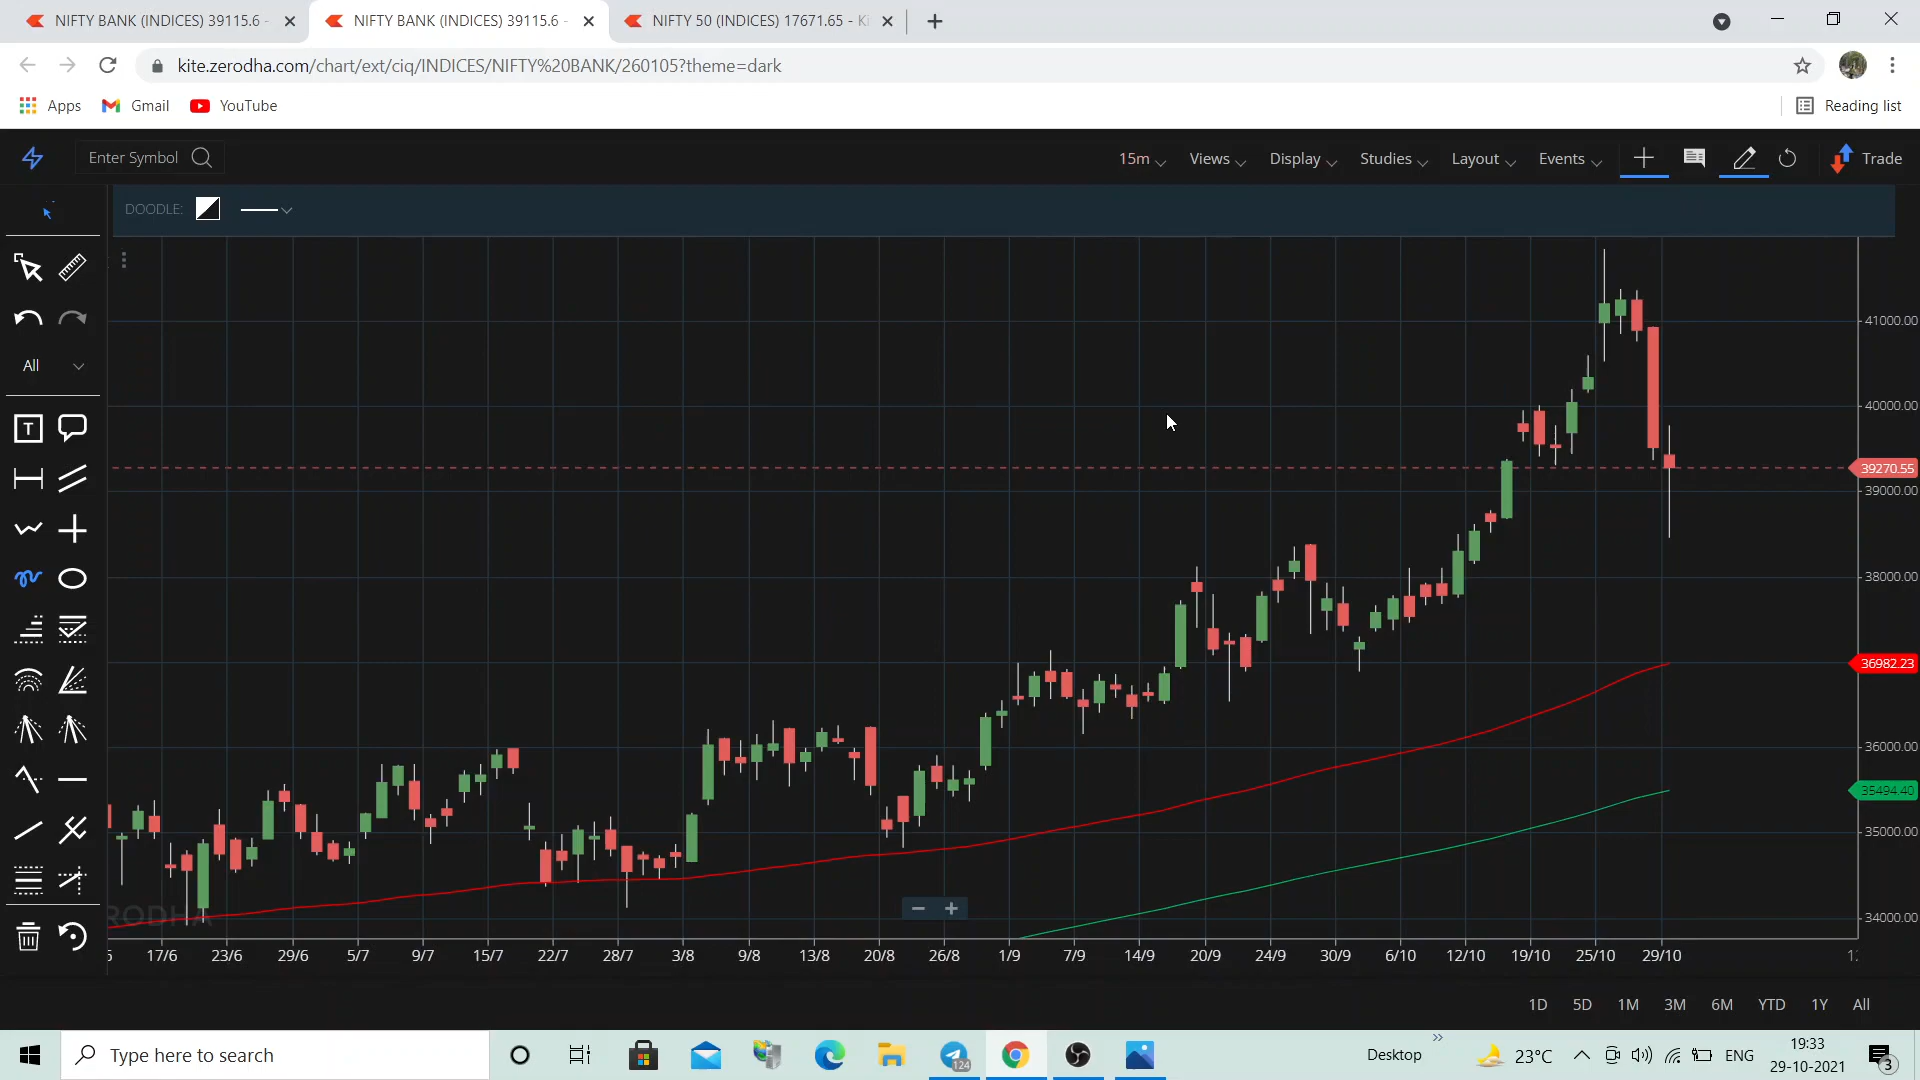 NIFTY BANK (INDICES) 39115.6 -
NIFTY BANK (INDICES) 39115.6 -
NIFTY 50 (INDICES) 17671.65 - Ki
kite.zerodha.com/chart/ext/ciq/INDICES/NIFTY%20BANK/260105?theme=dark
Apps Gmail YouTube Reading list
Enter Symbol 15m Views Display Studies Layout Events Trade
DOODLE:
All
T
41000.00
40000.00
39270.55
39000.00
38000.00
36982.23
36000.00
35494.40
35000.00
34000.00
RODHA
17/6 23/6 29/6 5/7 9/7 15/7 22/7 28/7 3/8 9/8 13/8 20/8 26/8 1/9 7/9 14/9 20/9 24/9 30/9 6/10 12/10 19/10 25/10 29/10
1D 5D 1M 3M 6M YTD 1Y All
Type here to search
124
Desktop 23°C ENG
19:33
29-10-2021
3